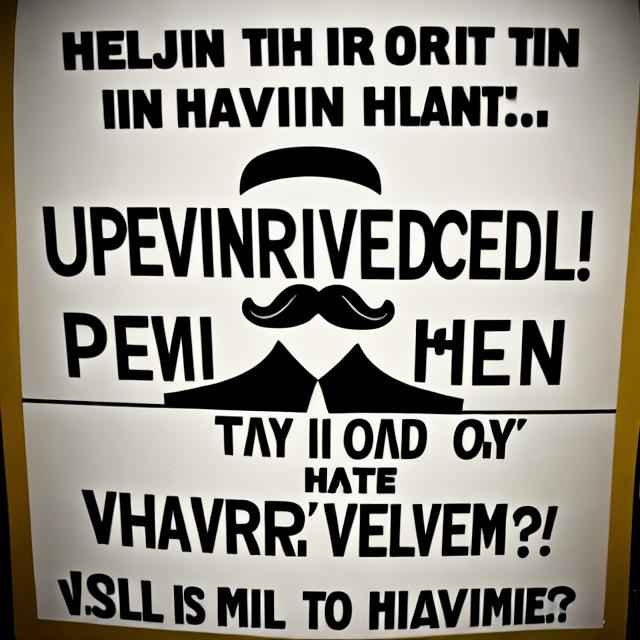 HELJIN TIH IR ORIT TIN
IIN HAVIIN HLANT'...
UPEVINRIVEDCEDL!
PEVII HEN
TAY II OAD O.Y'
HATE
VHAVRR.' VELVEM?!
V.SLL IS MIL TO HIAVIMIE.?